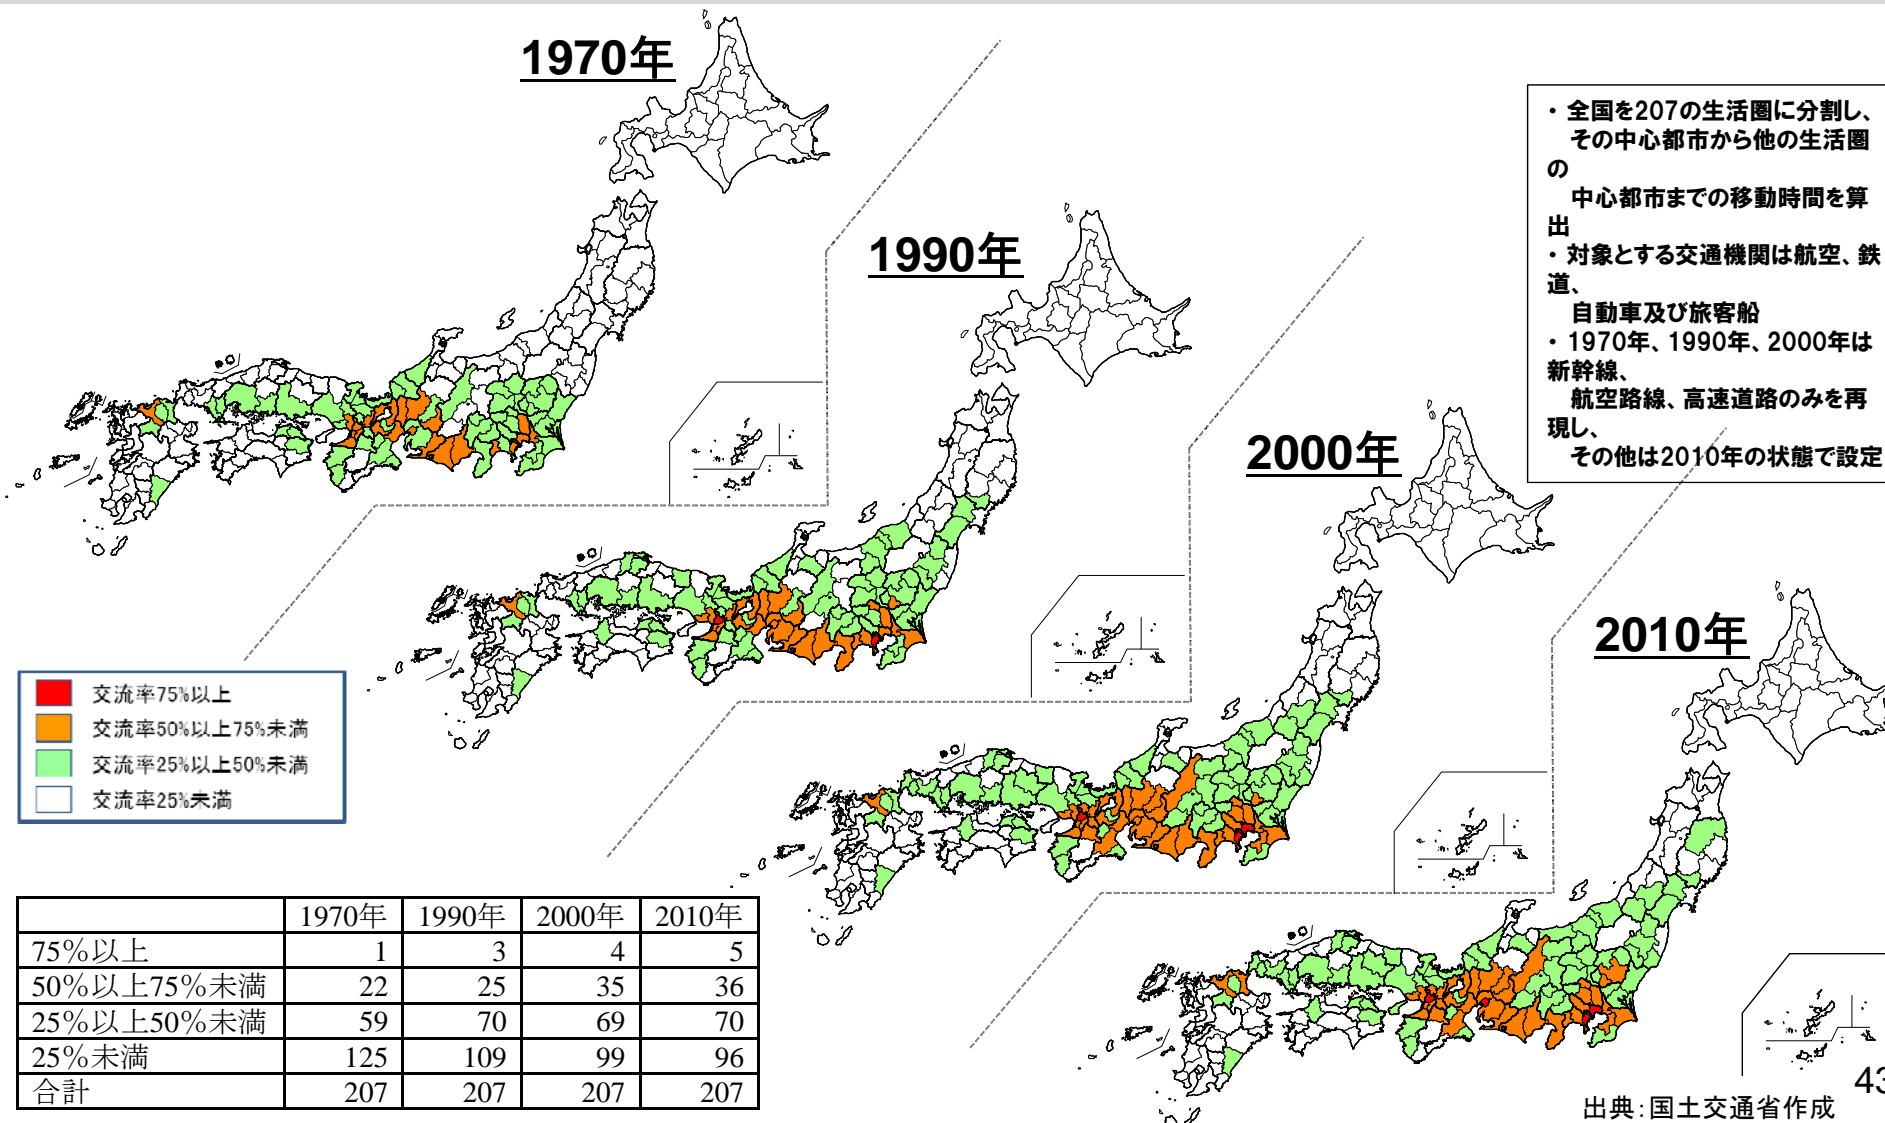 1970年
1990年
2000年
2010年
・ 全国を207の生活圏に分割し、
その中心都市から他の生活圏
の
中心都市までの移動時間を算
出
・ 対象とする交通機関は航空、鉄
道、
自動車及び旅客船
・ 1970年、1990年、2000年は
新幹線、
航空路線、高速道路のみを再
現し、
その他は2010年の状態で設定
交流率75%以上
交流率50%以上75%未満
交流率25%以上50%未満
交流率25%未満
1970年 1990年 2000年 2010年
75%以上 1 3 4 5
50%以上75%未満 22 25 35 36
25%以上50%未満 59 70 69 70
25%未満 125 109 99 96
合計 207 207 207 207
43
出典：国土交通省作成